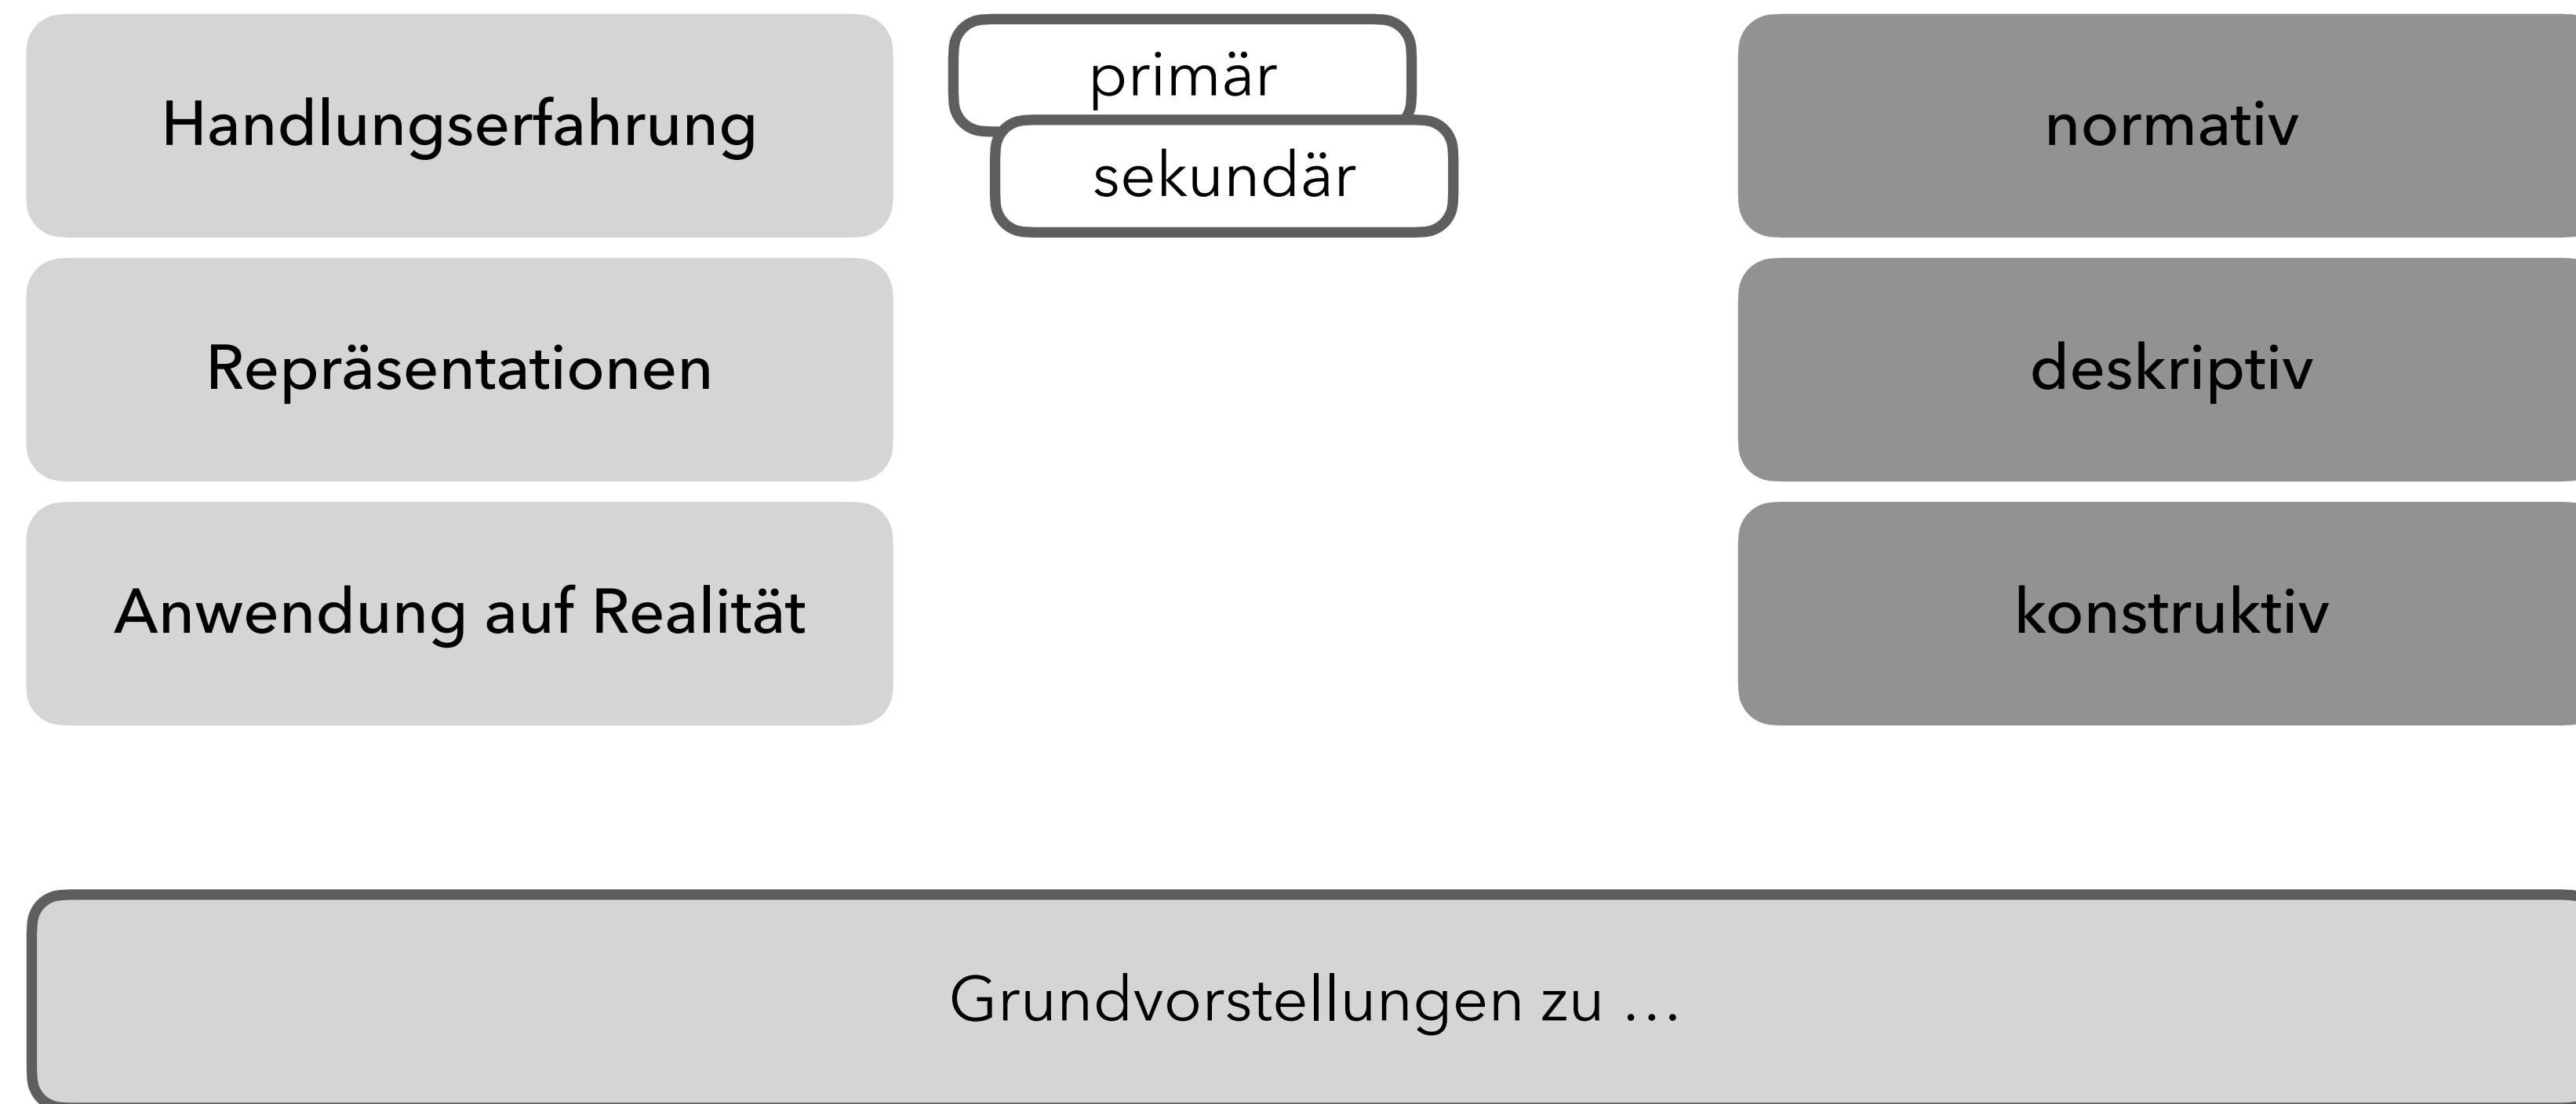 Handlungserfahrung
primär
sekundär
normativ
Repräsentationen
deskriptiv
Anwendung auf Realität
konstruktiv
Grundvorstellungen zu …